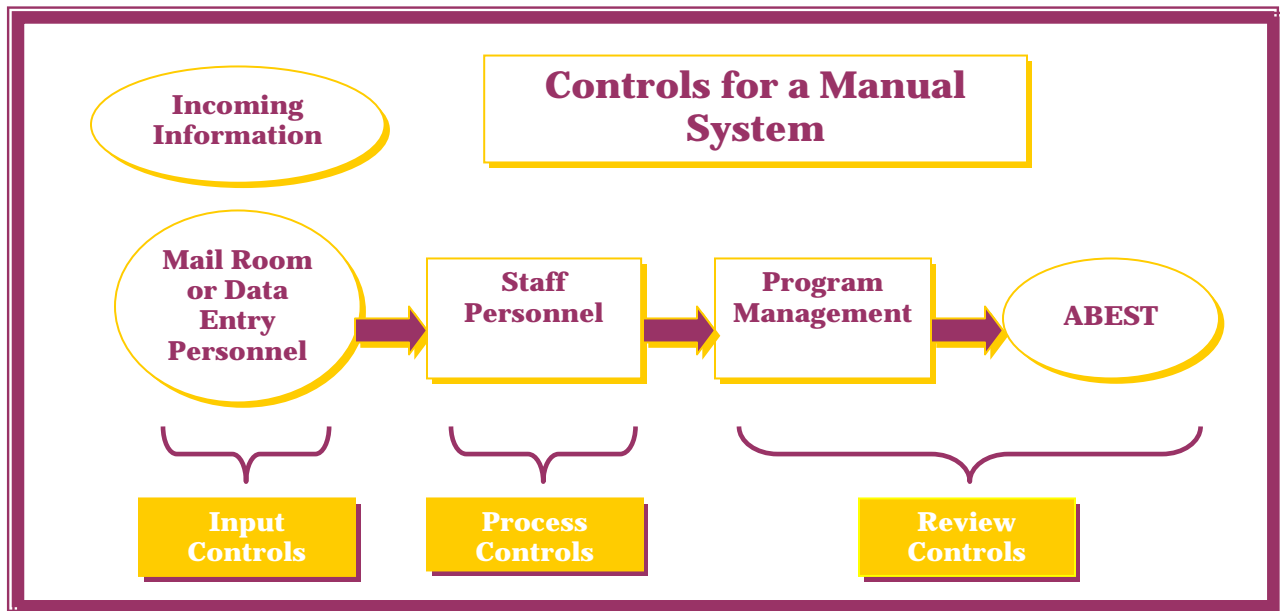 Controls for a Manual
System
Incoming
Information
Mail Room
or Data
Entry
Personnel
Staff
Personnel
Program
Management
ABEST
Input
Controls
Process
Controls
Review
Controls